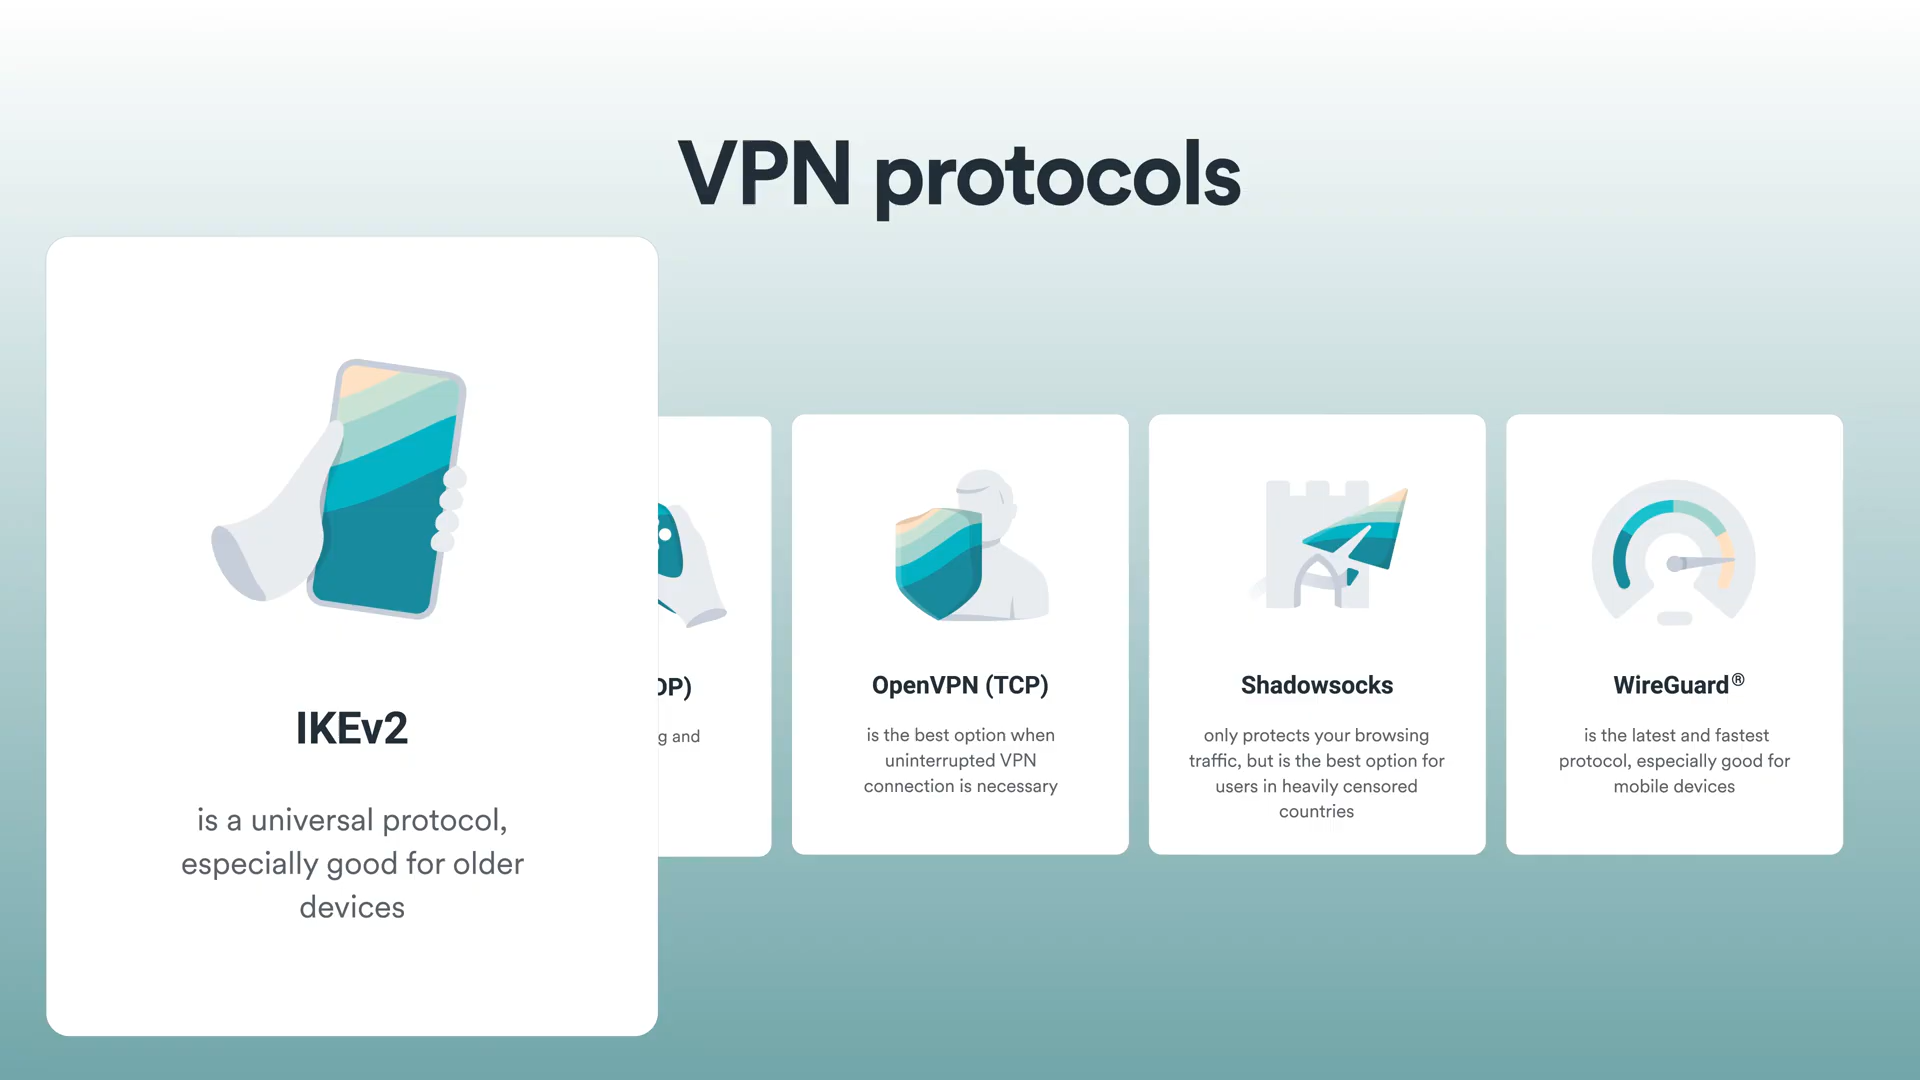 VPN protocols
IKEv2
is a universal protocol,
especially good for older
devices
DP)
g and
OpenVPN (TCP)
is the best option when
uninterrupted VPN
connection is necessary
Shadowsocks
only protects your browsing
traffic, but is the best option for
users in heavily censored
countries
WireGuard®
is the latest and fastest
protocol, especially good for
mobile devices